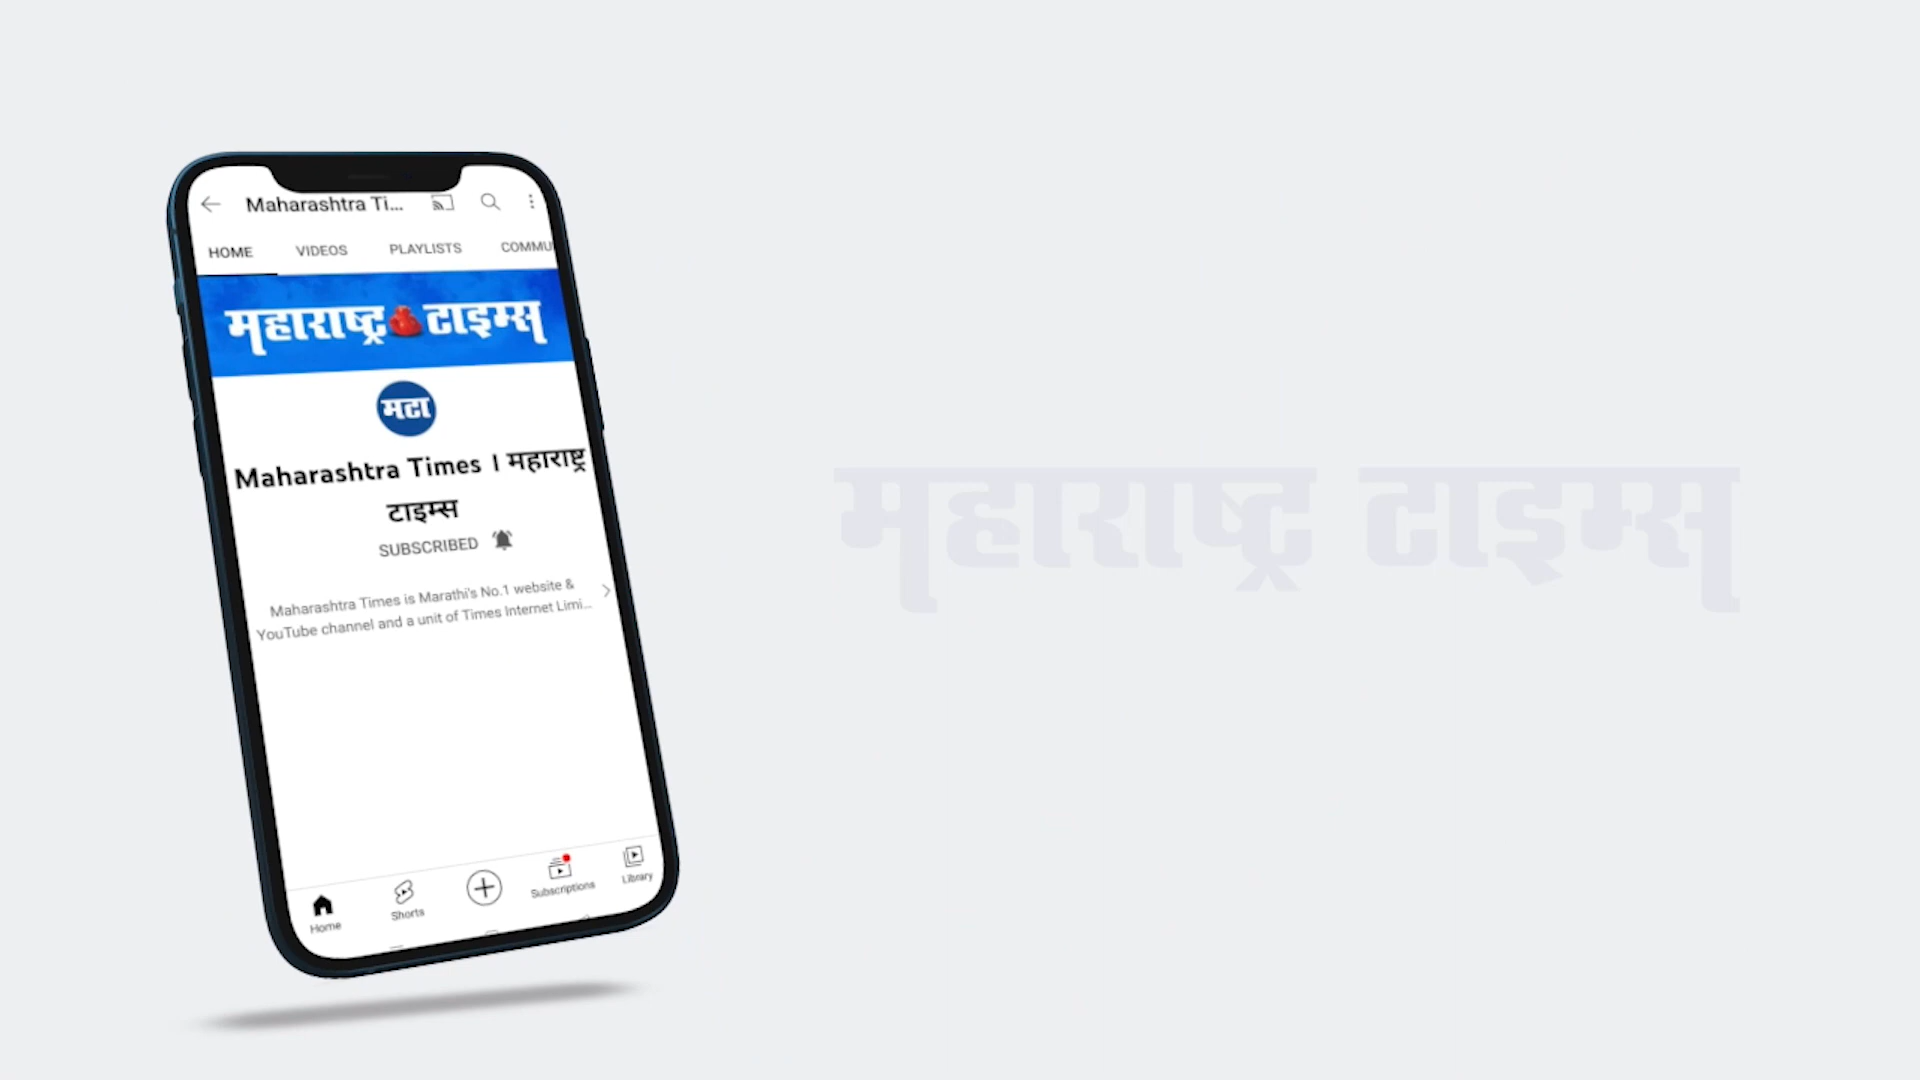 Maharashtra Ti...
HOME VIDEOS PLAYLISTS COMMU
महाराष्ट्र टाइम्स
मटा
Maharashtra Times । महाराष्ट्र
टाइम्स
SUBSCRIBED
Maharashtra Times is Marathi's No.1 website &
YouTube channel and a unit of Times Internet Limi...
Home Shorts Subscriptions Library
महाराष्ट्र टाइम्स